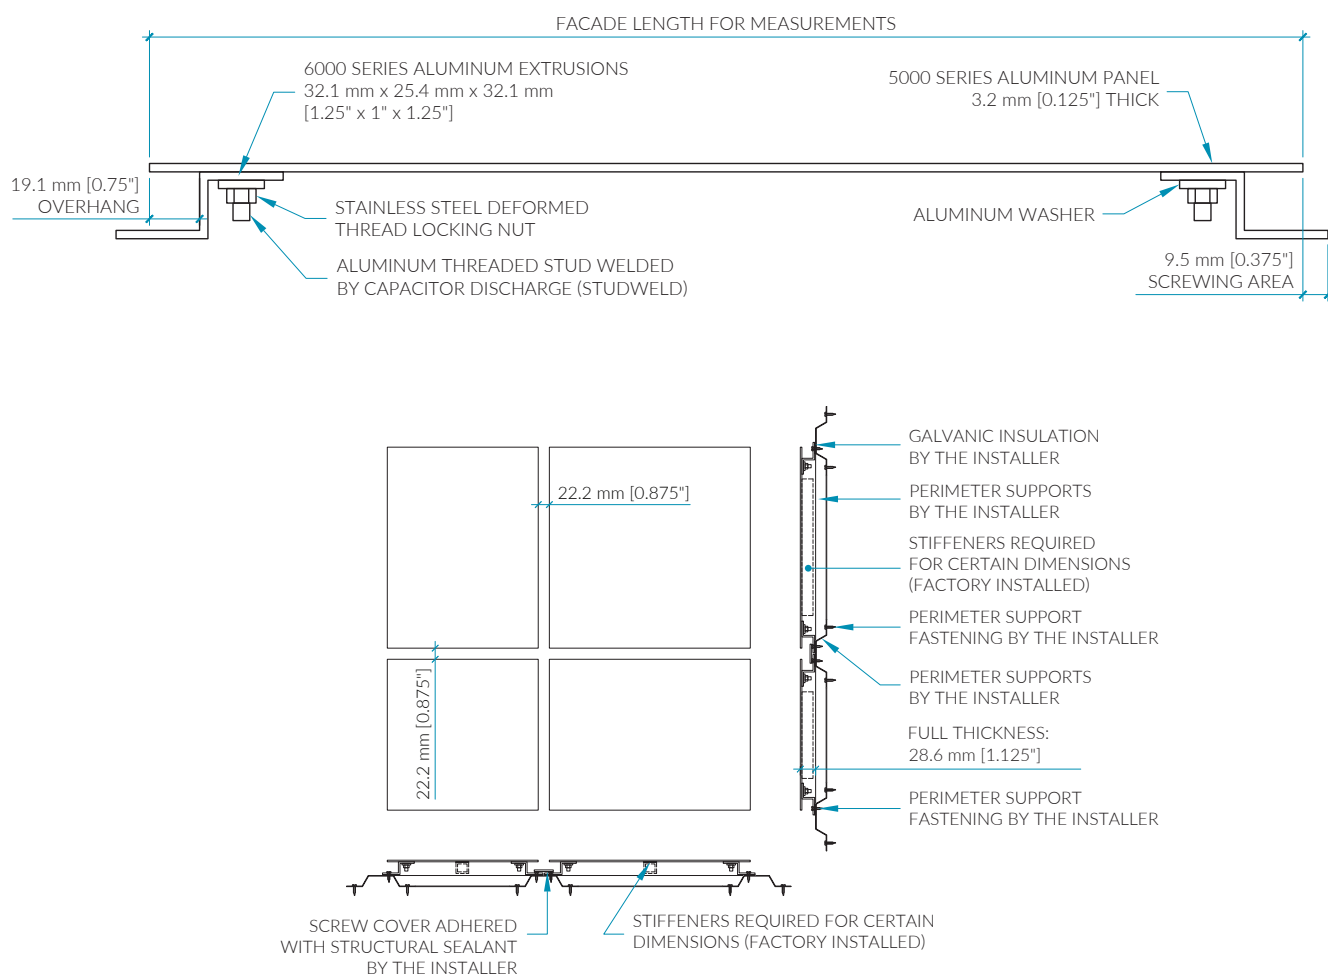 FACADE LENGTH FOR MEASUREMENTS
6000 SERIES ALUMINUM EXTRUSIONS
32.1 mm x 25.4 mm x 32.1 mm
[1.25" x 1" x 1.25"]
5000 SERIES ALUMINUM PANEL
3.2 mm [0.125"] THICK
19.1 mm [0.75"]
OVERHANG
STAINLESS STEEL DEFORMED
THREAD LOCKING NUT
ALUMINUM WASHER
ALUMINUM THREADED STUD WELDED
BY CAPACITOR DISCHARGE (STUDWELD)
9.5 mm [0.375"]
SCREWING AREA
22.2 mm [0.875"]
22.2 mm [0.875"]
GALVANIC INSULATION
BY THE INSTALLER
PERIMETER SUPPORTS
BY THE INSTALLER
STIFFENERS REQUIRED
FOR CERTAIN DIMENSIONS
(FACTORY INSTALLED)
PERIMETER SUPPORT
FASTENING BY THE INSTALLER
PERIMETER SUPPORTS
BY THE INSTALLER
FULL THICKNESS:
28.6 mm [1.125"]
PERIMETER SUPPORT
FASTENING BY THE INSTALLER
SCREW COVER ADHERED
WITH STRUCTURAL SEALANT
BY THE INSTALLER
STIFFENERS REQUIRED FOR CERTAIN
DIMENSIONS (FACTORY INSTALLED)